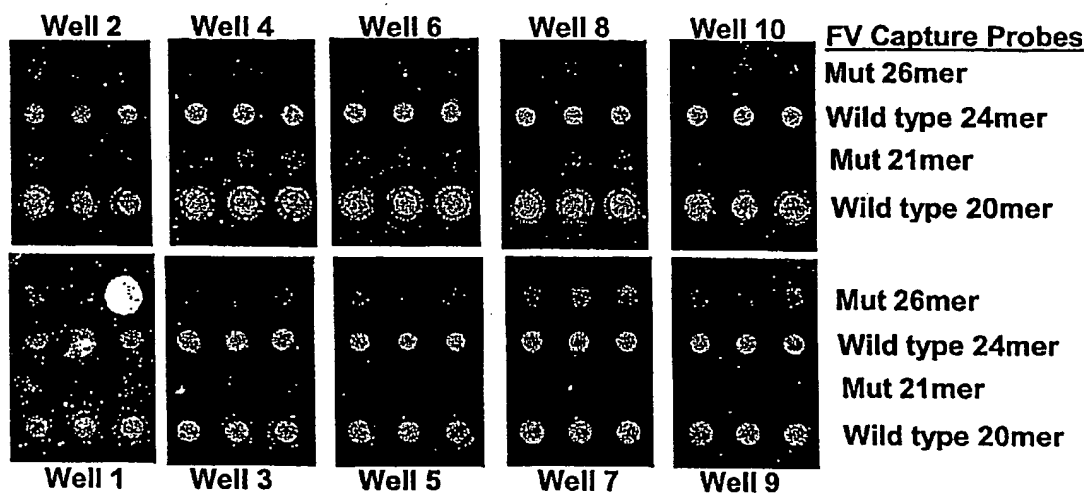 Well 2 Well 4 Well 6 Well 8 Well 10 FV Capture Probes
Mut 26mer
Wild type 24mer
Mut 21mer
Wild type 20mer
Mut 26mer
Wild type 24mer
Mut 21mer
Wild type 20mer
Well 1 Well 3 Well 5 Well 7 Well 9